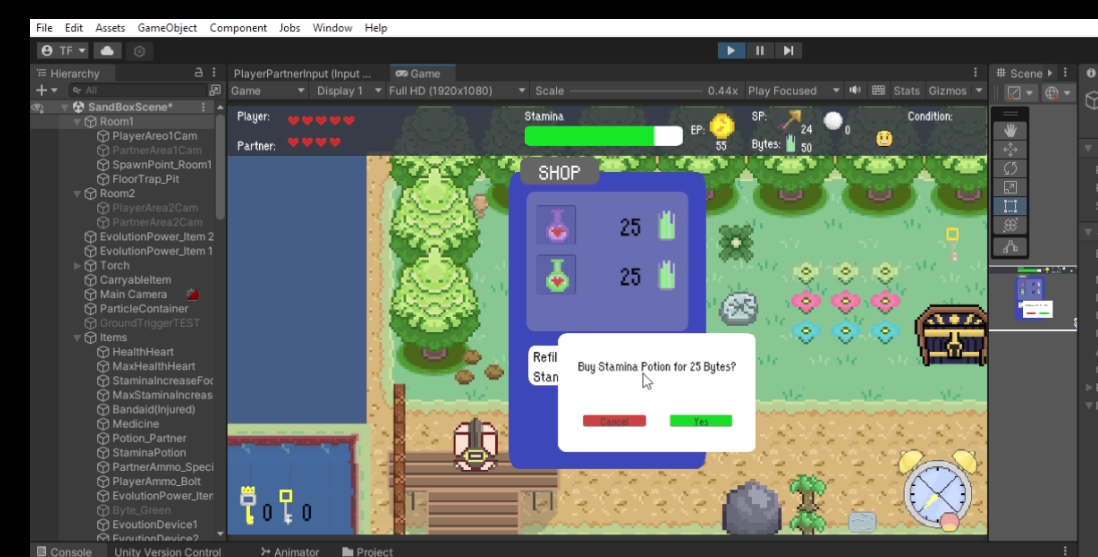 File Edit Assets GameObject Component Jobs Window Help
TF
Hierarchy
PlayerPartnerInput (Input ...
Game
Scene
All
Game
Display 1
Full HD (1920x1080)
Scale
0.44x
Play Focused
Stats
Gizmos
SandBoxScene*
Room1
PlayerAreo1Cam
PartnerArea1Cam
SpawnPoint_Room1
FloorTrap_Pit
Room2
PlayerArea2Cam
PartnerArea2Cam
EvolutionPower_Item 2
EvolutionPower_Item 1
Torch
CarryableItem
Main Camera
ParticleContainer
GroundTriggerTEST
Items
HealthHeart
MaxHealthHeart
StaminaIncreaseFoo
MaxStaminaIncreas
Bandaid(Injured)
Medicine
Potion_Partner
StaminaPotion
PartnerAmmo_Speci
PlayerAmmo_Bolt
EvolutionPower_Iter
Byte_Green
EvoutionDevice1
EvoutionDevice2
Player:
Partner:
Stamina
EP:
55
SP:
24
0
Bytes:
50
Condition:
SHOP
25
25
Refil
Stan
Buy Stamina Potion for 25 Bytes?
Cancel
Yes
0
0
Console
Unity Version Control
Animator
Project